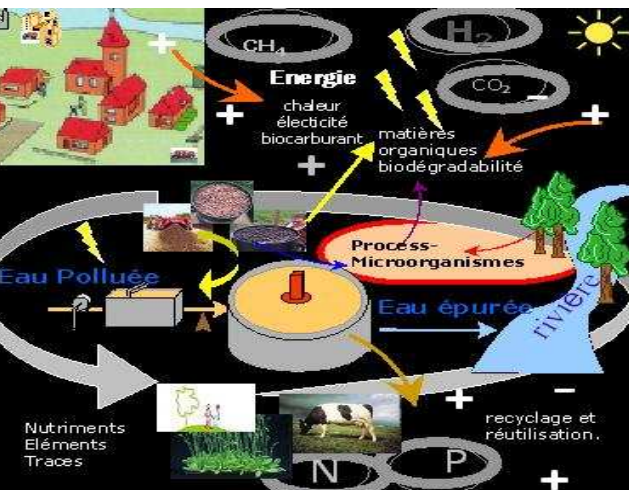 CH4
H2
CO2
Energie
chaleur
électicité
biocarburant
matières
organiques
biodégradabilité
Process-
Microorganismes
Eau Polluée
Eau épurée
rivière
Nutriments
Eléments
Traces
N
P
recyclage et
réutilisation.